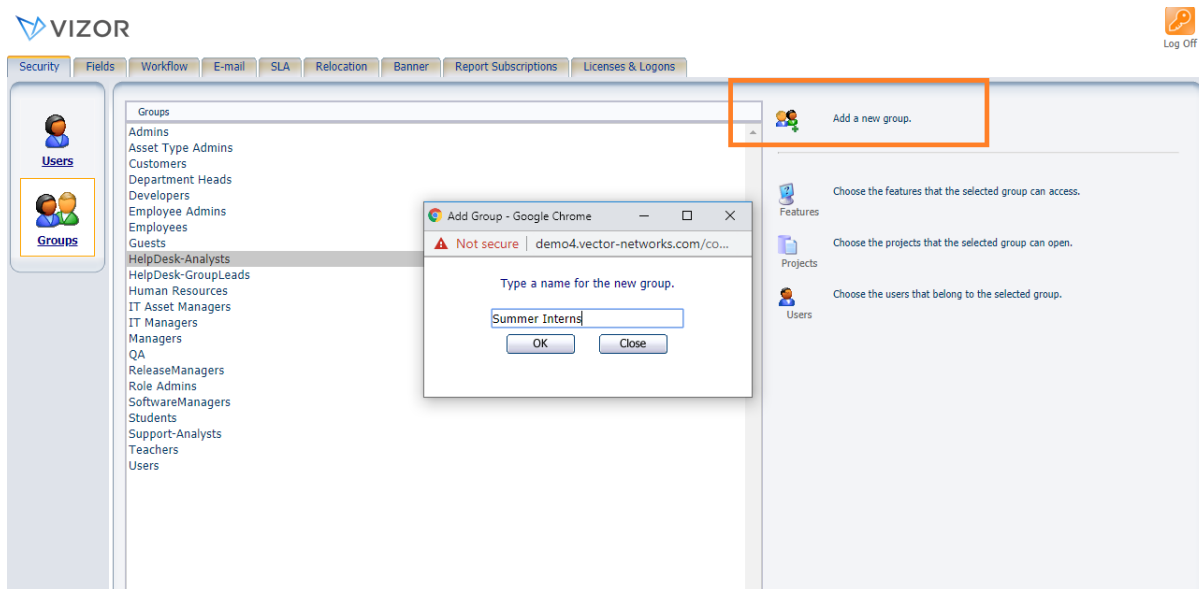 VIZOR
Log Off
Security Fields Workflow E-mail SLA Relocation Banner Report Subscriptions Licenses & Logons
Users
Groups
Groups
Admins
Asset Type Admins
Customers
Department Heads
Developers
Employee Admins
Employees
Guests
HelpDesk-Analysts
HelpDesk-GroupLeads
Human Resources
IT Asset Managers
IT Managers
Managers
QA
ReleaseManagers
Role Admins
SoftwareManagers
Students
Support-Analysts
Teachers
Users
Add Group - Google Chrome
Not secure demo4.vector-networks.com/co...
Type a name for the new group.
Summer Interns
OK Close
Add a new group.
Choose the features that the selected group can access.
Features
Choose the projects that the selected group can open.
Projects
Choose the users that belong to the selected group.
Users